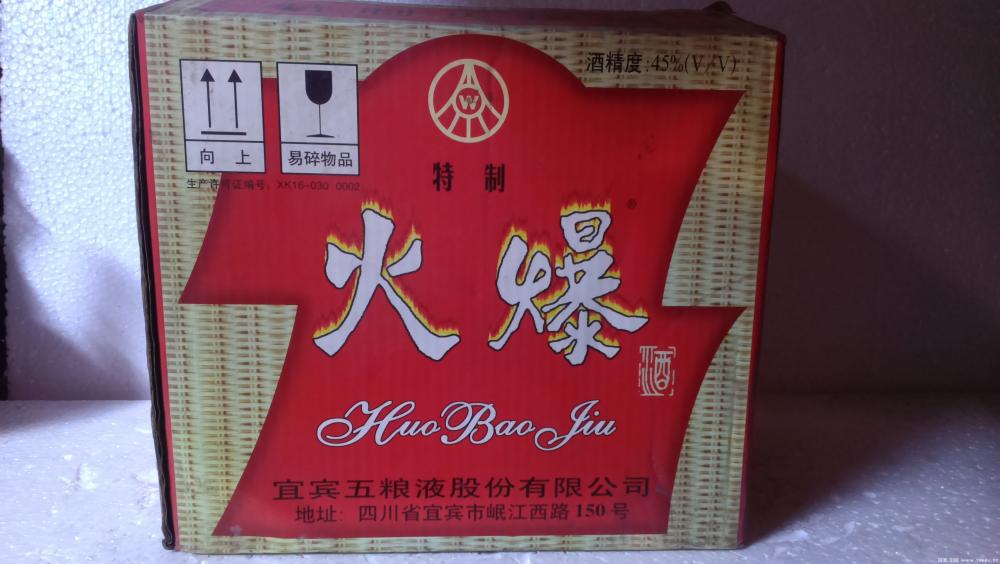 酒精度:45%(V/V)
W
向 上
易碎物品
生产许可证编号: XK16-030 0002
特 制
火爆
®
酒
Huo Bao Jiu
宜宾五粮液股份有限公司
地址: 四川省宜宾市岷江西路150号